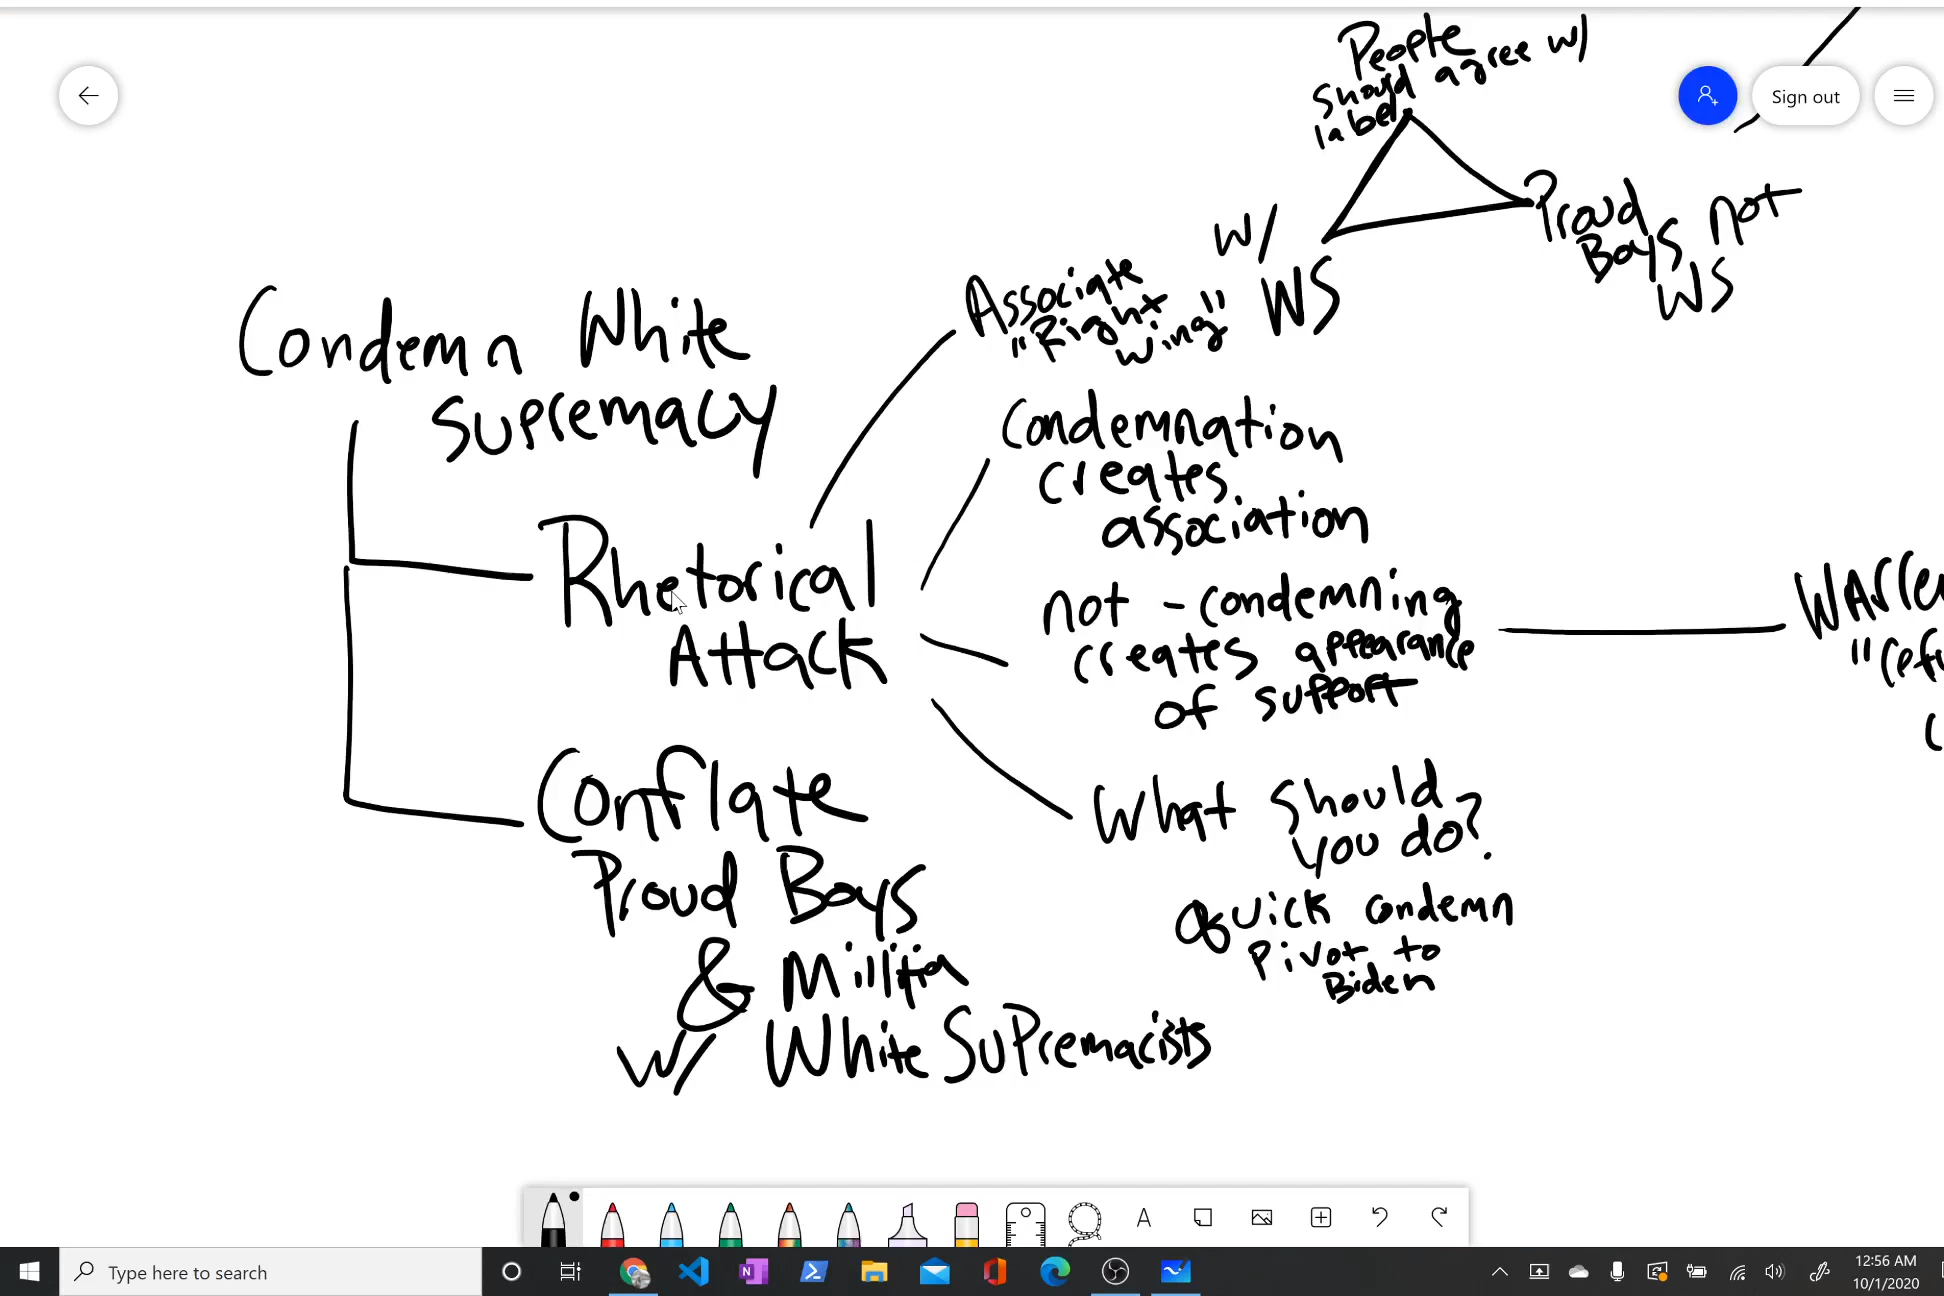 People
should agree w/
label
Sign out
Proud
Boys not
WS
w/
Associate
"Right
wing"
WS
Condemn White
Supremacy
Condemnation
creates
association
Rhetorical
Attack
not - condemning
creates appearance
of support
"refu
Conflate
Proud Boys
& Militia
w/ White Supremacists
What should
you do?
Quick condemn
Pivot to
Biden
A
Type here to search
12:56 AM
10/1/2020